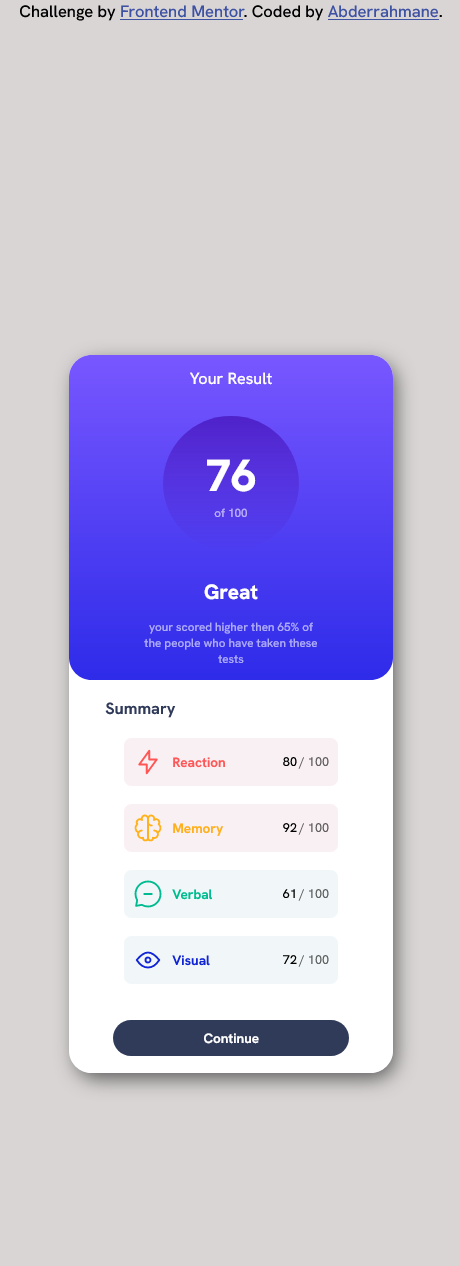 Challenge by Frontend Mentor. Coded by Abderrahmane.
Your Result
76
of 100
Great
your scored higher then 65% of
the people who have taken these
tests
Summary
Reaction 80 / 100
Memory 92 / 100
Verbal 61 / 100
Visual 72 / 100
Continue